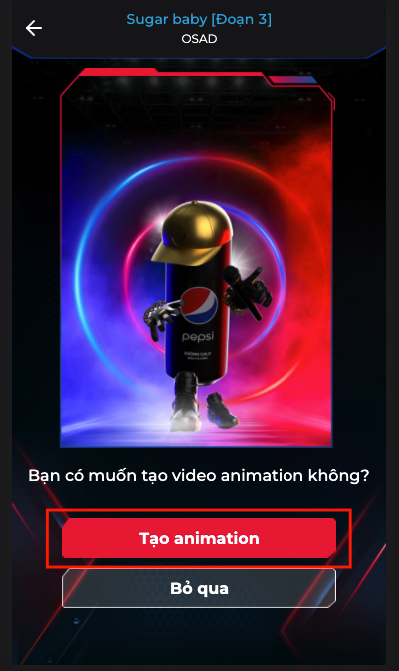 Sugar baby [Đoạn 3]
OSAD
pepsi
KHÔNG CALO
Bạn có muốn tạo video animation không?
Tạo animation
Bỏ qua